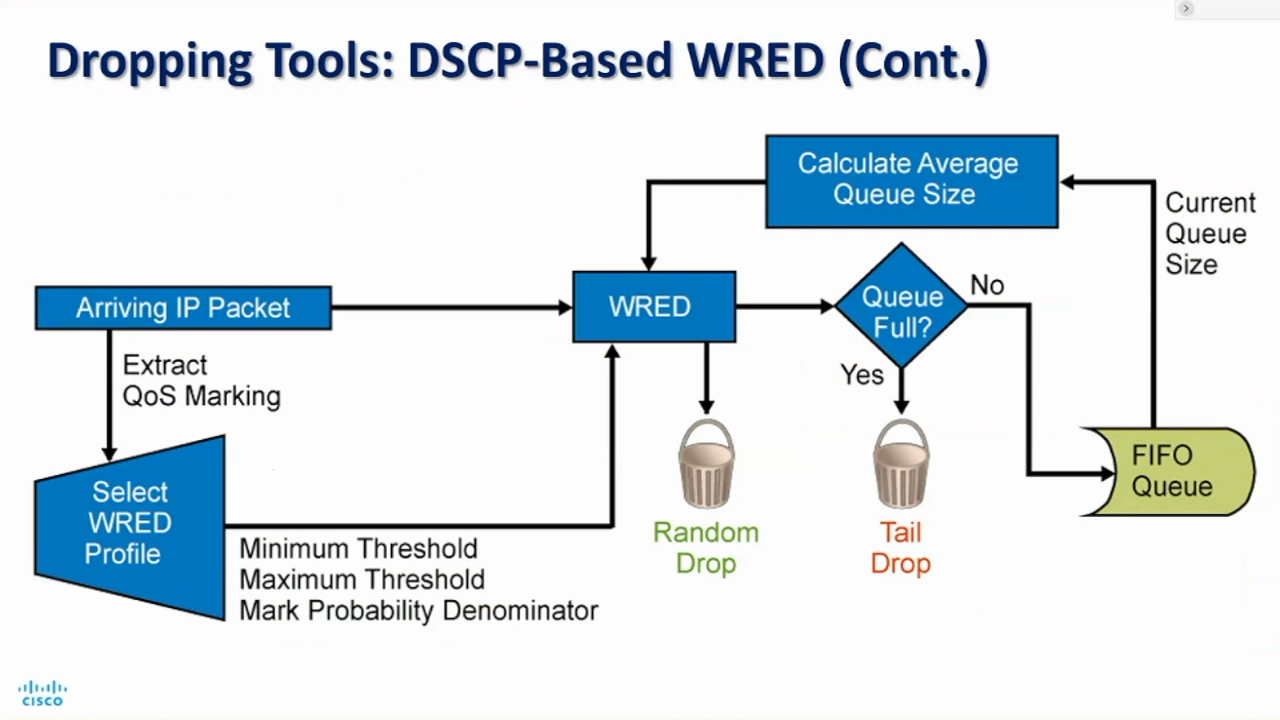 Dropping Tools: DSCP-Based WRED (Cont.)
Calculate Average
Queue Size
Current
Queue
Size
Arriving IP Packet
WRED
Queue
Full?
No
Yes
Extract
QoS Marking
Select
WRED
Profile
Minimum Threshold
Maximum Threshold
Mark Probability Denominator
Random
Drop
Tail
Drop
FIFO
Queue
CISCO